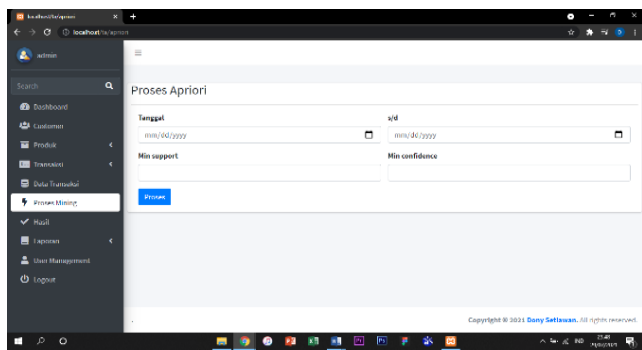 localhost/ta/apriori
localhost/ta/apriori
admin
Search
Dashboard
Customer
Produk
Transaksi
Data Transaksi
Proses Mining
Hasil
Laporan
User Management
Logout
Proses Apriori
Tanggal
s/d
mm/dd/yyyy
mm/dd/yyyy
Min support
Min confidence
Proses
Copyright © 2021 Dony Setiawan. All rights reserved.
IND